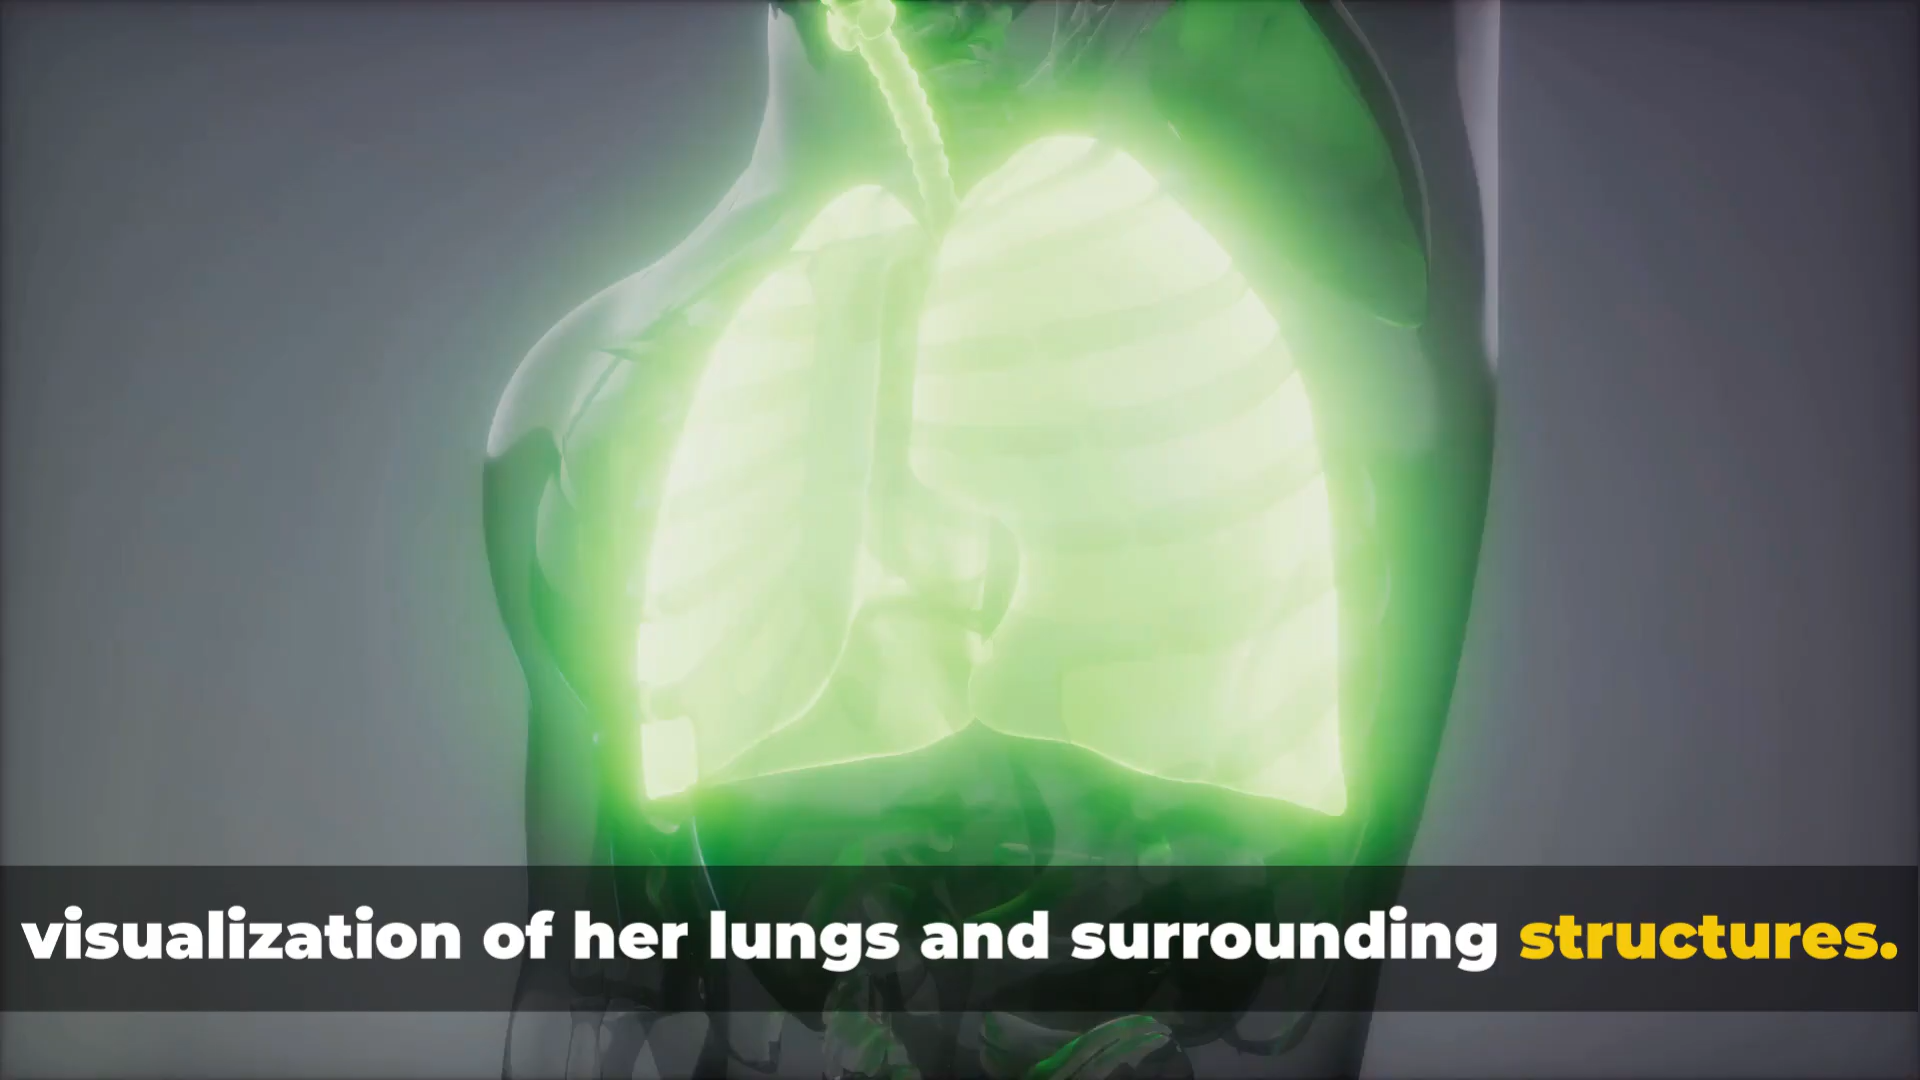 visualization of her lungs and surrounding structures.